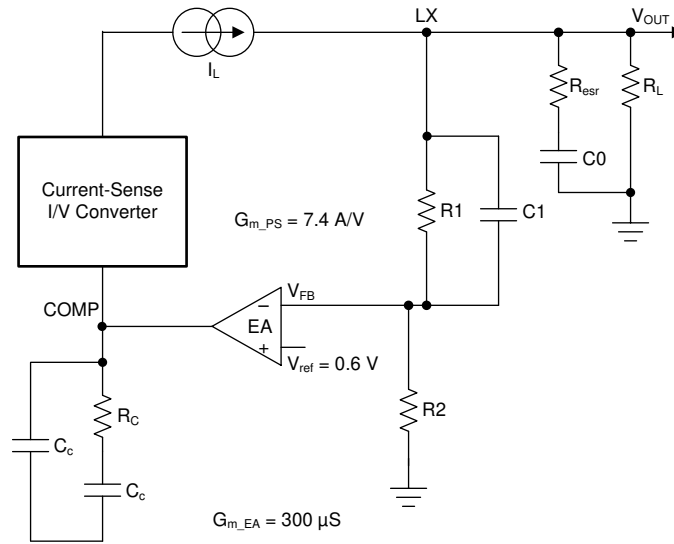 LX
V_OUT
I_L
R_esr
R_L
C0
Current-Sense
I/V Converter
G_m_PS = 7.4 A/V
R1
C1
V_FB
COMP
−
EA
+
V_ref = 0.6 V
R_C
R2
C_c
C_c
G_m_EA = 300 µS